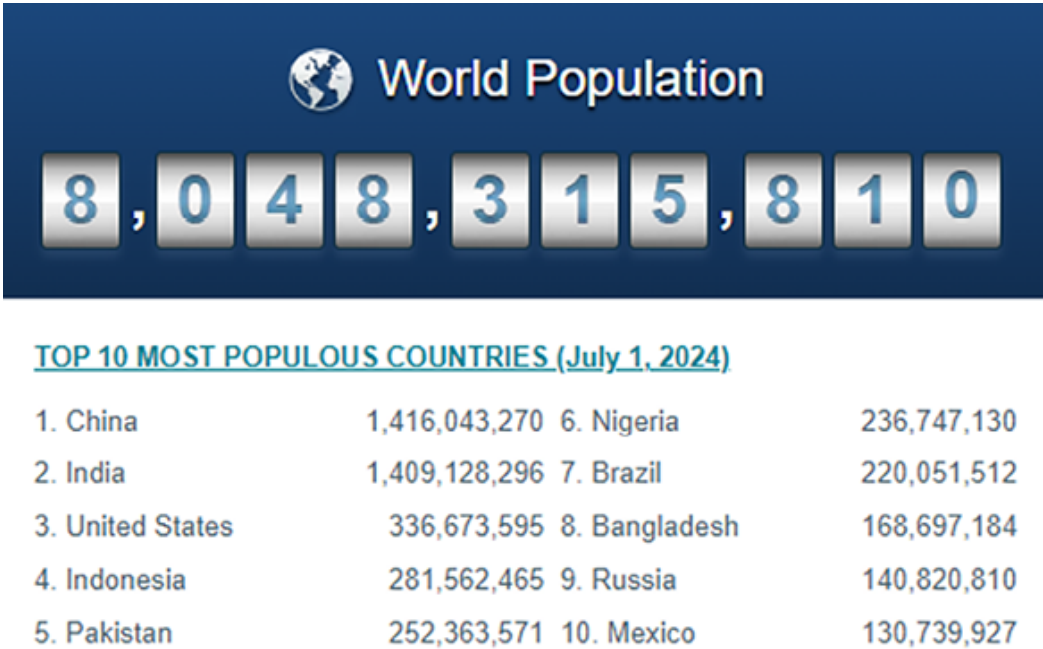 World Population
8,048,315,810
TOP 10 MOST POPULOUS COUNTRIES (July 1, 2024)
1. China 1,416,043,270 6. Nigeria 236,747,130
2. India 1,409,128,296 7. Brazil 220,051,512
3. United States 336,673,595 8. Bangladesh 168,697,184
4. Indonesia 281,562,465 9. Russia 140,820,810
5. Pakistan 252,363,571 10. Mexico 130,739,927